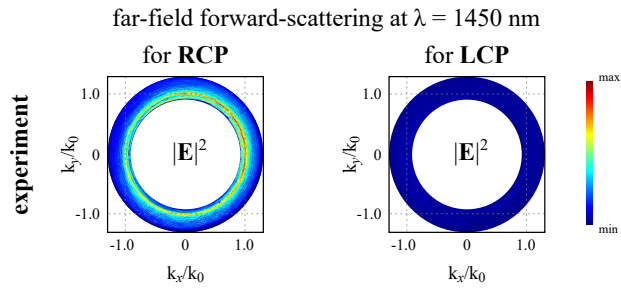 far-field forward-scattering at λ = 1450 nm
for RCP
for LCP
experiment
k_y/k_0
1.0
0
-1.0
|E|²
-1.0
0
1.0
k_x/k_0
k_y/k_0
1.0
0
-1.0
|E|²
-1.0
0
1.0
k_x/k_0
max
min